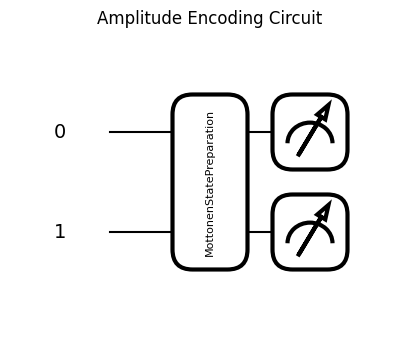 Amplitude Encoding Circuit
0
MottonenStatePreparation
1